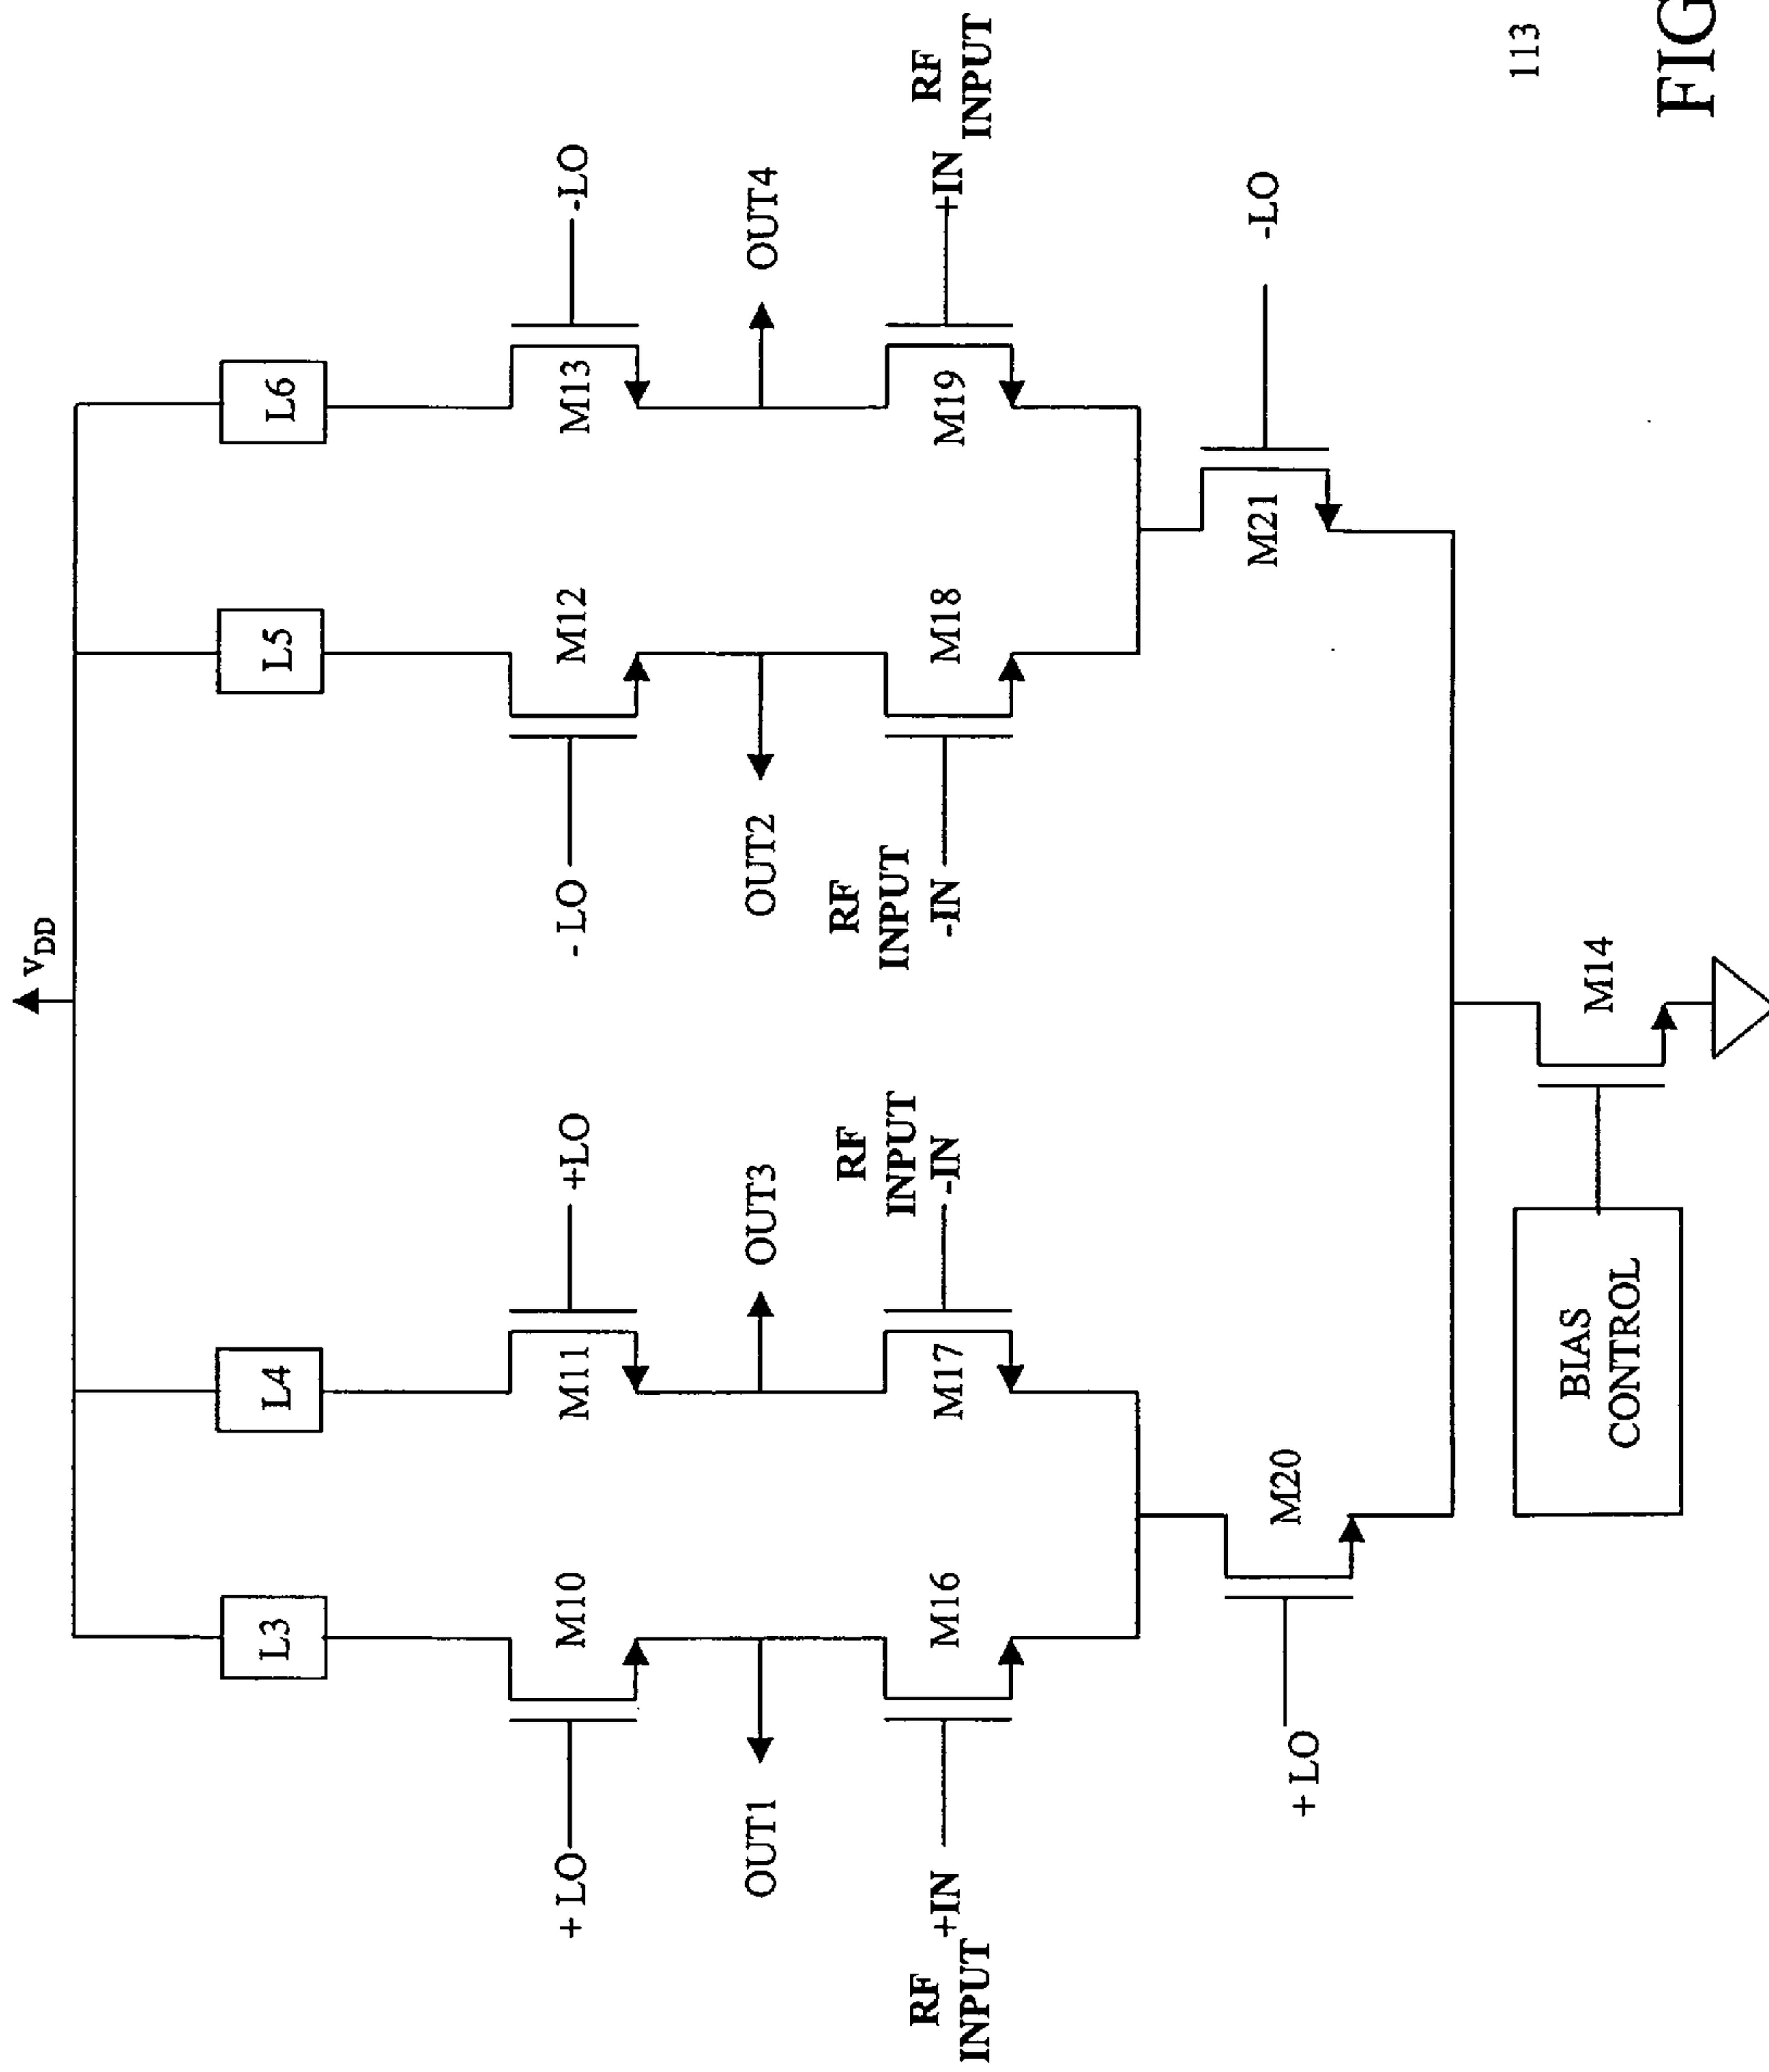 V_DD
L3
L4
L5
L6
+ LO
M10
M11
+LO
- LO
M12
M13
-LO
OUT1
OUT3
OUT2
OUT4
RF
INPUT
+IN
M16
M17
RF
INPUT
-IN
RF
INPUT
-IN
M18
M19
RF
INPUT
+IN
+ LO
M20
M21
-LO
BIAS
CONTROL
M14
113
FIG